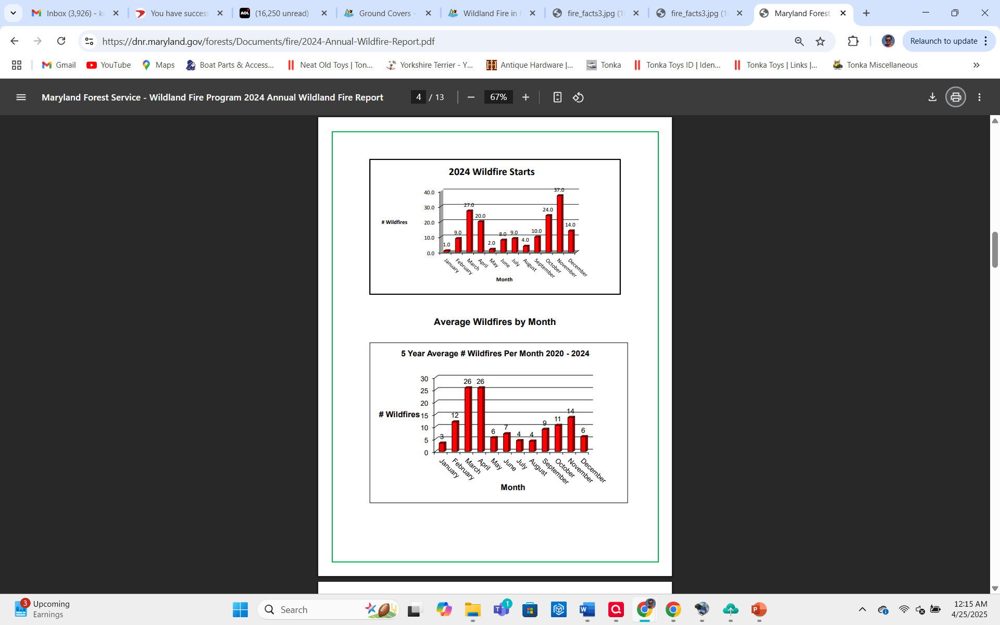 Inbox (3,926) - k
You have success
AOL
(16,250 unread)
Ground Covers -
Wildland Fire in
fire_facts3.jpg (1
fire_facts3.jpg (1
Maryland Forest
https://dnr.maryland.gov/forests/Documents/fire/2024-Annual-Wildfire-Report.pdf
Relaunch to update
Gmail
YouTube
Maps
Boat Parts & Access...
Neat Old Toys | Ton...
Yorkshire Terrier - Y...
Antique Hardware |...
Tonka
Tonka Toys ID | Iden...
Tonka Toys | Links |...
Tonka Miscellaneous
Maryland Forest Service - Wildland Fire Program 2024 Annual Wildland Fire Report
4 / 13
67%
2024 Wildfire Starts
# Wildfires
40.0
30.0
20.0
10.0
0.0
1.0
9.0
27.0
20.0
2.0
8.0
9.0
4.0
10.0
24.0
37.0
14.0
January
February
March
April
May
June
July
August
September
October
November
December
Month
Average Wildfires by Month
5 Year Average # Wildfires Per Month 2020 - 2024
# Wildfires
30
25
20
15
10
5
0
3
12
26
26
6
7
4
4
9
11
14
6
January
February
March
April
May
June
July
August
September
October
November
December
Month
3
Upcoming
Earnings
Search
1
12:15 AM
4/25/2025